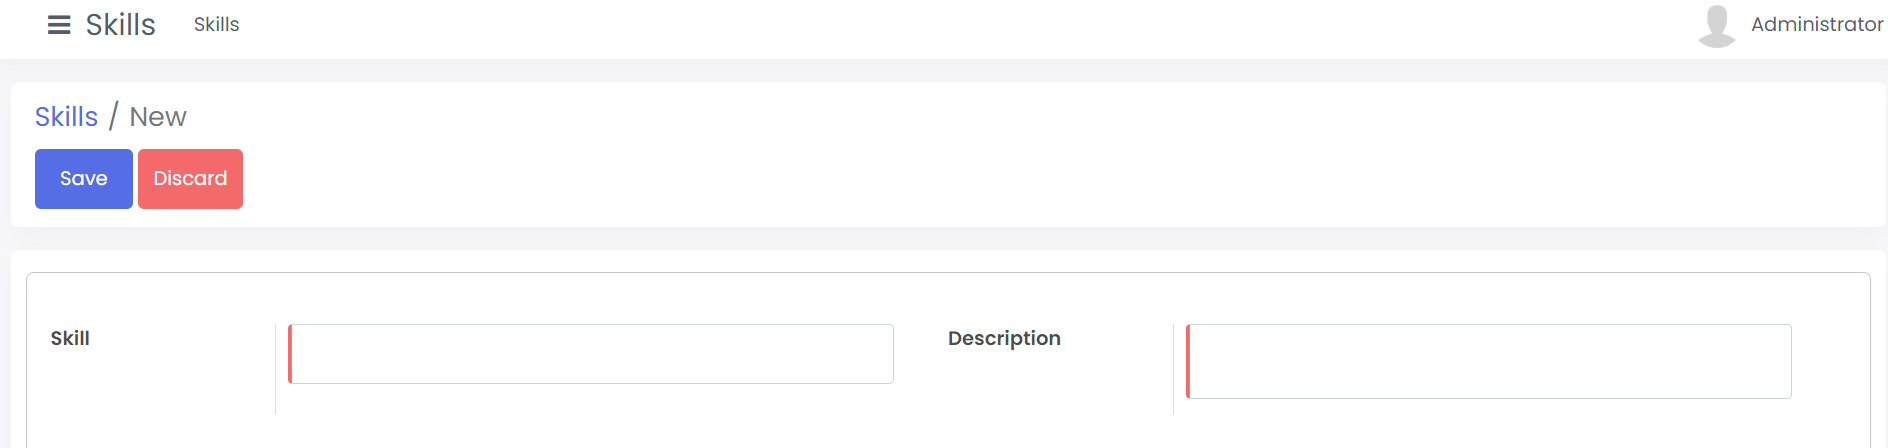 Skills Skills Administrator
Skills / New
Save Discard
Skill Description